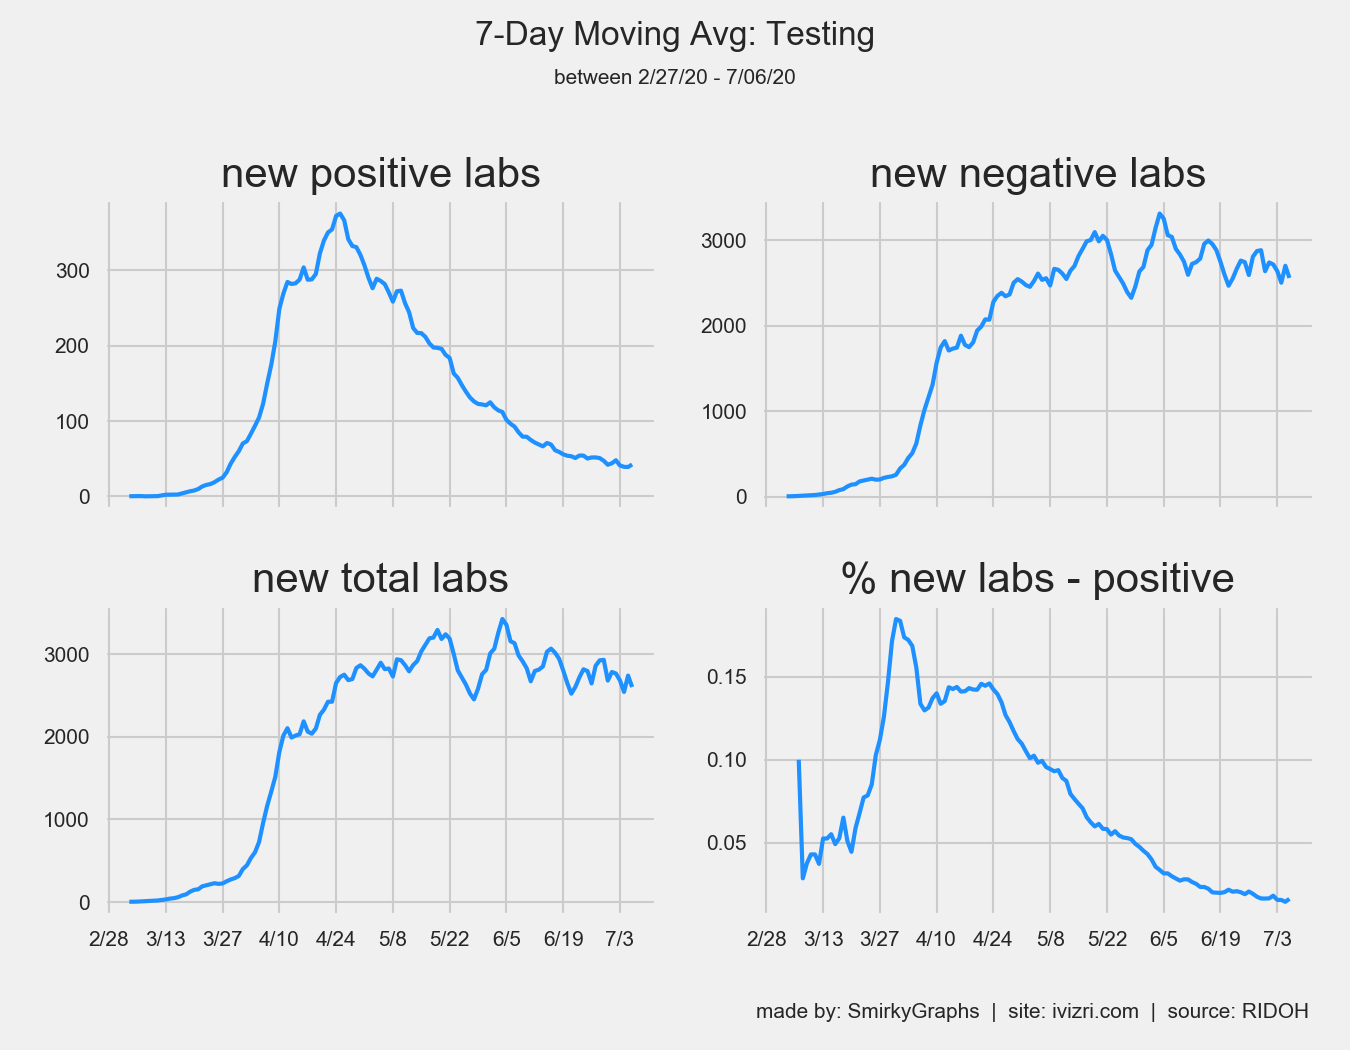 7-Day Moving Avg: Testing
between 2/27/20 - 7/06/20
new positive labs
300
200
100
0
new negative labs
3000
2000
1000
0
new total labs
3000
2000
1000
0
2/28 3/13 3/27 4/10 4/24 5/8 5/22 6/5 6/19 7/3
% new labs - positive
0.15
0.10
0.05
2/28 3/13 3/27 4/10 4/24 5/8 5/22 6/5 6/19 7/3
made by: SmirkyGraphs | site: ivizri.com | source: RIDOH